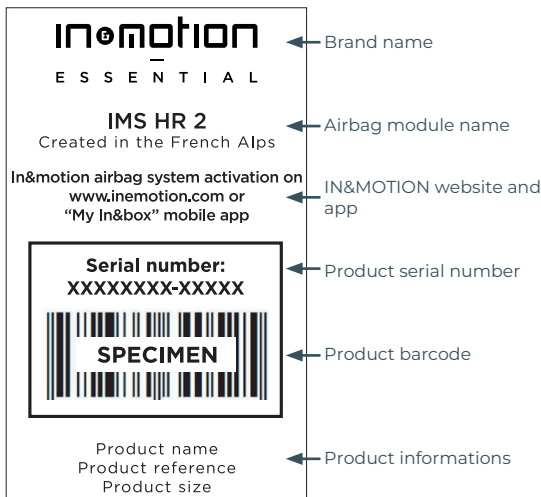 IN&MOTION
Brand name
ESSENTIAL
IMS HR 2
Airbag module name
Created in the French Alps
In&motion airbag system activation on
www.inemotion.com or
"My In&box" mobile app
IN&MOTION website and
app
Serial number:
XXXXXXXX-XXXXX
Product serial number
SPECIMEN
Product barcode
Product name
Product reference
Product size
Product informations